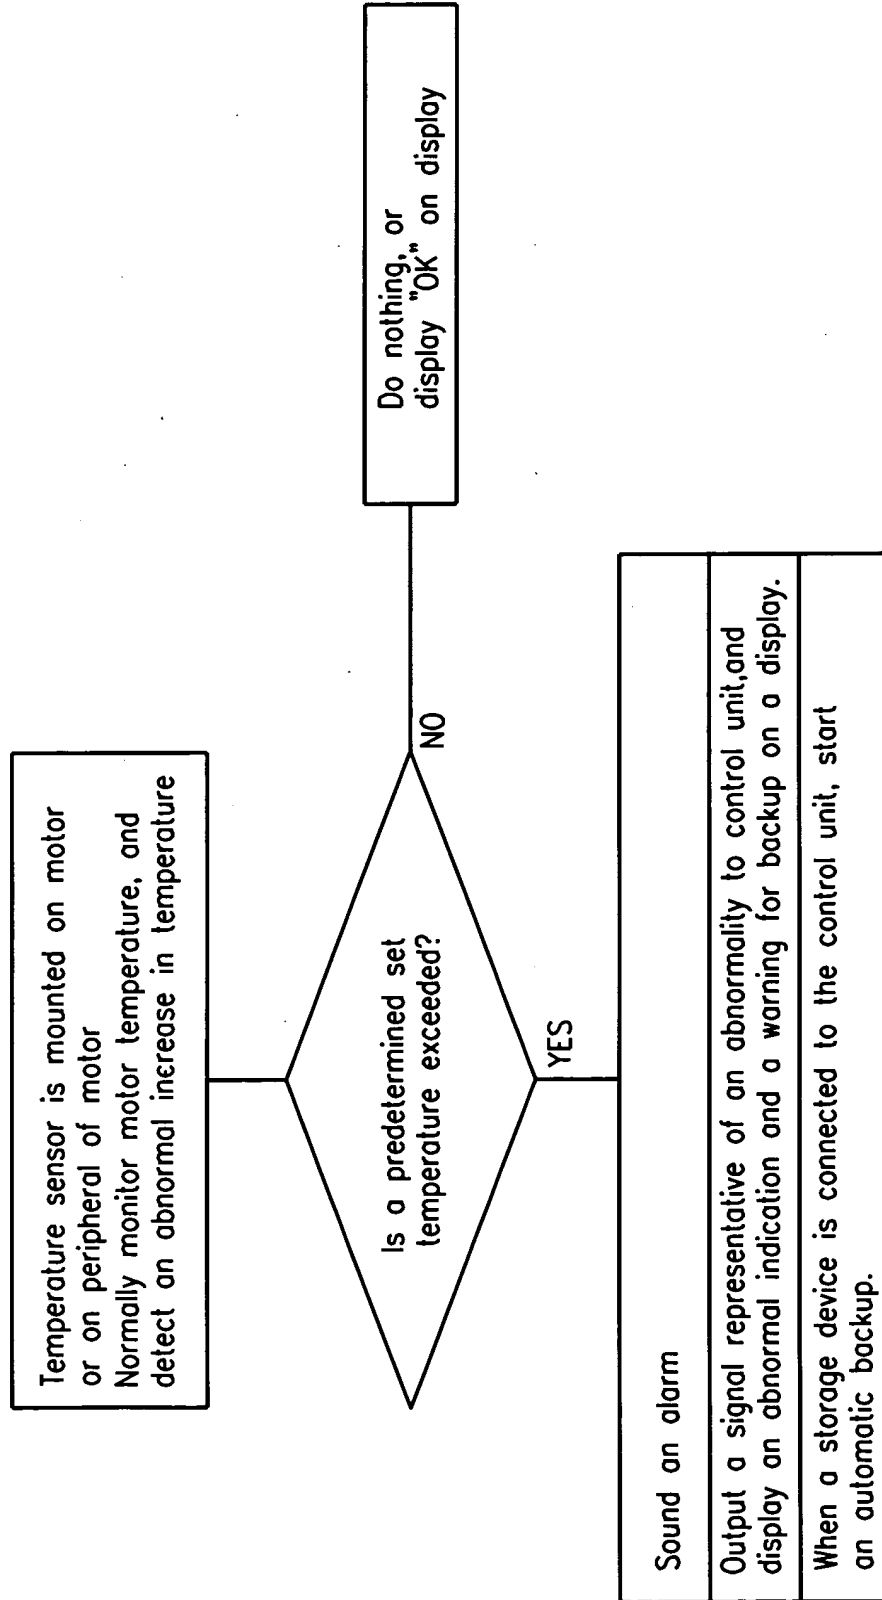 Temperature sensor is mounted on motor
or on peripheral of motor
Normally monitor motor temperature, and
detect an abnormal increase in temperature
Is a predetermined set
temperature exceeded?
NO
Do nothing, or
display "OK" on display
YES
Sound an alarm
Output a signal representative of an abnormality to control unit,and
display an abnormal indication and a warning for backup on a display.
When a storage device is connected to the control unit, start
an automatic backup.